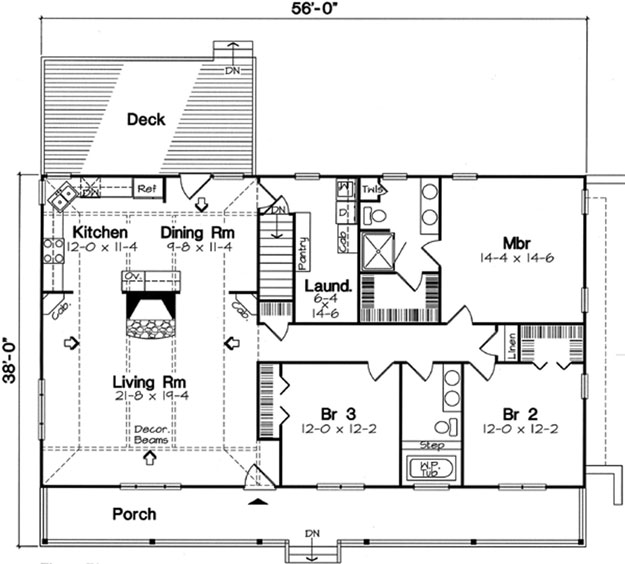 56'-0"
DN
Deck
Ref
Twls
DN
D
Kitchen
12-0 x 11-4
Dining Rm
9-8 x 11-4
Pantry
Cab
Mbr
14-4 x 14-6
Ov.
Laund.
6-4
x
14-6
Cab.
38'-0"
Linen
Living Rm
21-8 x 19-4
Br 3
12-0 x 12-2
Br 2
12-0 x 12-2
Decor.
Beams
Step
W.P.
Tub
Porch
DN